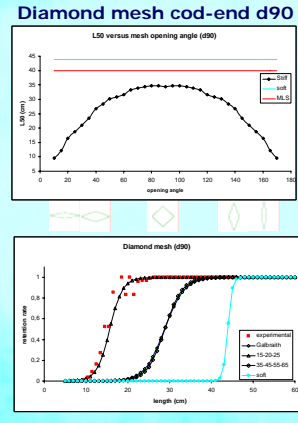 Diamond mesh cod-end d90
L50 versus mesh opening angle (d90)
45
40
35
30
25
20
15
10
5
L50 (cm)
0
20
40
60
80
100
120
140
160
180
opening angle
Stiff
soft
MLS
Diamond mesh (d90)
1
0,8
0,6
0,4
0,2
0
retention rate
0
10
20
30
40
50
60
length (cm)
experimental
Galbraith
15-20-25
35-45-55-65
soft